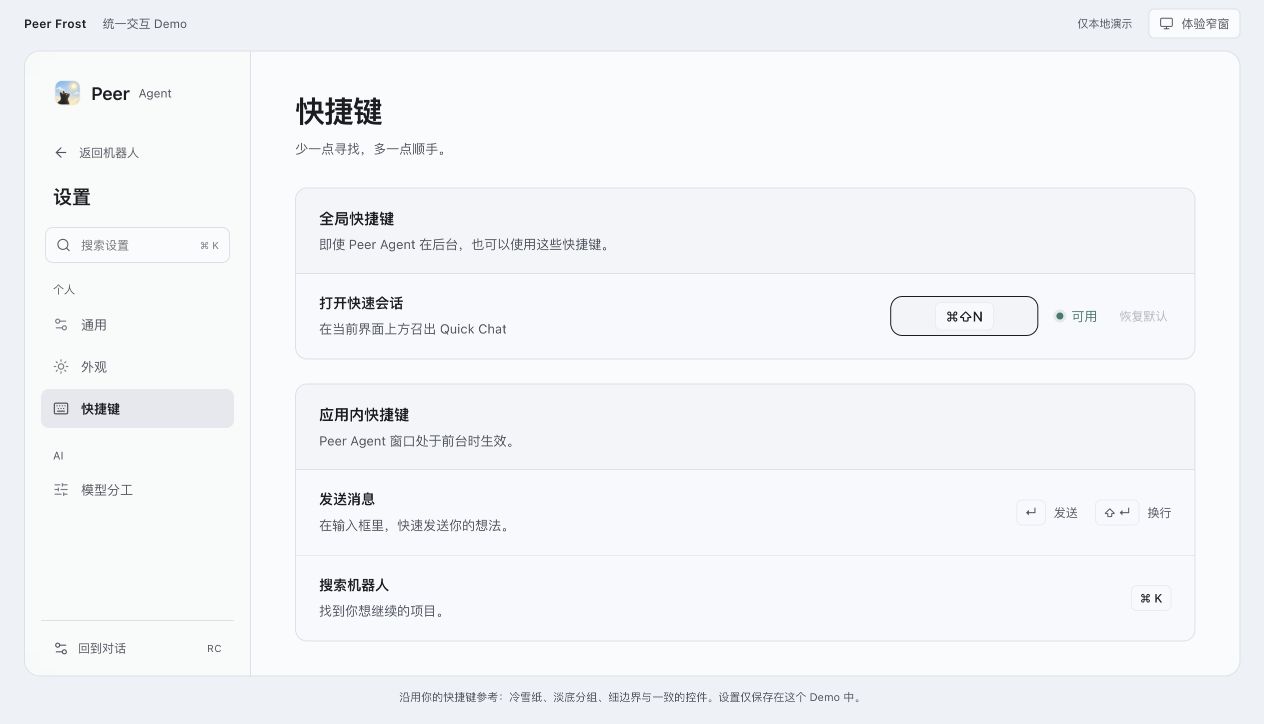 Peer Frost 统一交互 Demo
仅本地演示 体验窄窗
Peer Agent
返回机器人
设置
搜索设置 ⌘ K
个人
通用
外观
快捷键
AI
模型分工
回到对话 RC
快捷键
少一点寻找，多一点顺手。
全局快捷键
即使 Peer Agent 在后台，也可以使用这些快捷键。
打开快速会话
在当前界面上方召出 Quick Chat
⌘⇧N 可用 恢复默认
应用内快捷键
Peer Agent 窗口处于前台时生效。
发送消息
在输入框里，快速发送你的想法。
↵ 发送 ⇧ ↵ 换行
搜索机器人
找到你想继续的项目。
⌘ K
沿用你的快捷键参考：冷雪纸、淡底分组、细边界与一致的控件。设置仅保存在这个 Demo 中。